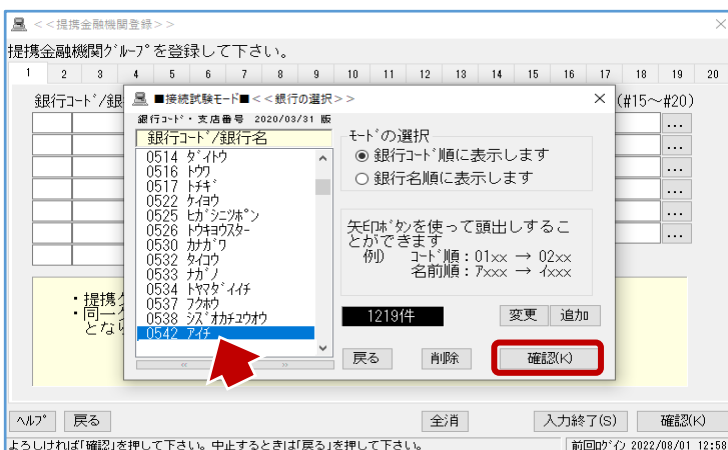 <<提携金融機関登録>>
提携金融機関ｸﾞﾙｰﾌﾟを登録して下さい。
1 2 3 4 5 6 7 8 9 10 11 12 13 14 15 16 17 18 19 20
銀行ｺｰﾄﾞ/銀
(#15～#20)
■接続試験モード■<<銀行の選択>>
銀行ｺｰﾄﾞ・支店番号 2020/03/31 版
銀行ｺｰﾄﾞ/銀行名
0514 ﾀﾞｲﾄｳ
0516 ﾄｳﾜ
0517 ﾄﾁｷﾞ
0522 ｹｲﾖｳ
0525 ﾋｶﾞｼﾆﾂﾎﾟﾝ
0526 ﾄｳｷﾖｳｽﾀｰ
0530 ｶﾅｶﾞﾜ
0532 ﾀｲｺｳ
0533 ﾅｶﾞﾉ
0534 ﾄﾔﾏﾀﾞｲｲﾁ
0537 ﾌｸﾎｳ
0538 ｼｽﾞｵｶﾁﾕｳｵｳ
0542 ｱｲﾁ
ﾓｰﾄﾞの選択
銀行ｺｰﾄﾞ順に表示します
銀行名順に表示します
矢印ﾎﾞﾀﾝを使って頭出しするこ
とができます
例) ｺｰﾄﾞ順：01xx → 02xx
名前順：ｱxxx → ｲxxx
1219件
変更 追加
戻る 削除 確認(K)
... 
...
...
...
...
...
・提携ｸ
・同一ｸ
とな
ﾍﾙﾌﾟ 戻る 全消 入力終了(S) 確認(K)
よろしければ「確認」を押して下さい。中止するときは「戻る」を押して下さい。
前回ﾛｸﾞｲﾝ 2022/08/01 12:58